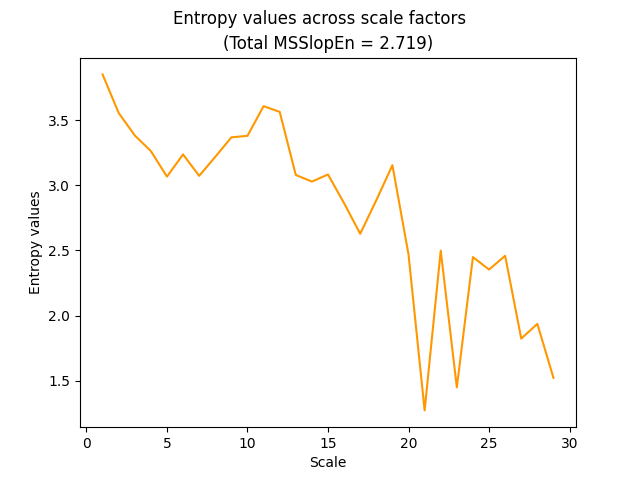 Entropy values across scale factors
(Total MSSlopEn = 2.719)
Entropy values
3.5
3.0
2.5
2.0
1.5
0 5 10 15 20 25 30
Scale